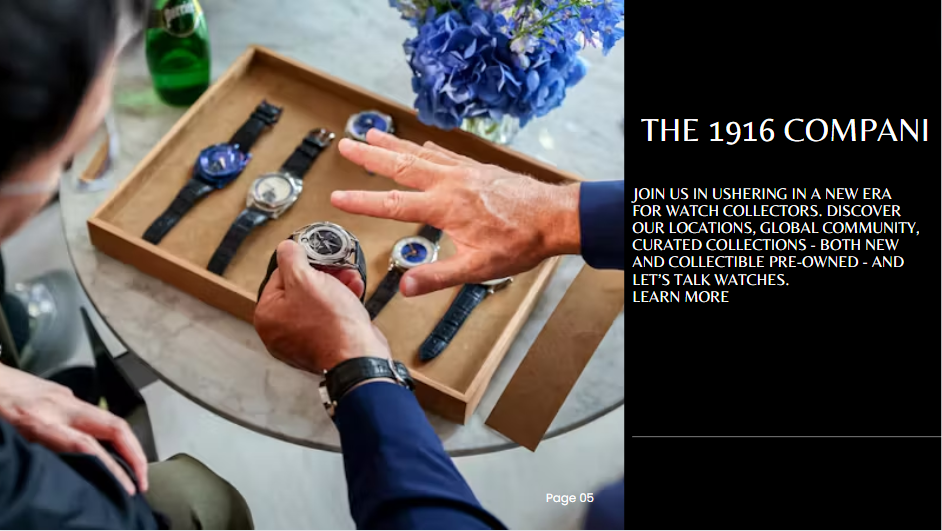 THE 1916 COMPANI
JOIN US IN USHERING IN A NEW ERA
FOR WATCH COLLECTORS. DISCOVER
OUR LOCATIONS, GLOBAL COMMUNITY,
CURATED COLLECTIONS - BOTH NEW
AND COLLECTIBLE PRE-OWNED - AND
LET'S TALK WATCHES.
LEARN MORE
Page 05